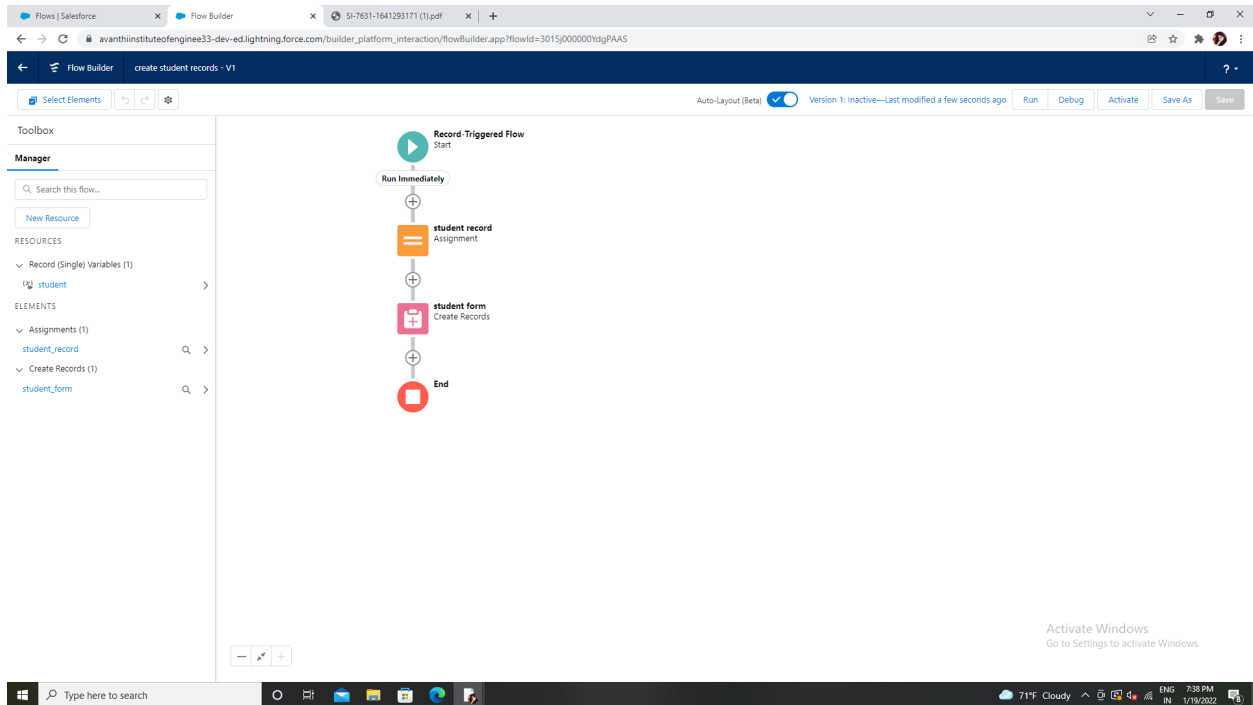 Flows | Salesforce
Flow Builder
SI-7631-1641293171 (1).pdf
avanthiinstituteofenginee33-dev-ed.lightning.force.com/builder_platform_interaction/flowBuilder.app?flowId=3015j000000YdgPAAS
Flow Builder
create student records - V1
?
Select Elements
Auto-Layout (Beta)
Version 1: Inactive—Last modified a few seconds ago
Run
Debug
Activate
Save As
Save
Toolbox
Manager
Search this flow...
New Resource
RESOURCES
Record (Single) Variables (1)
student
ELEMENTS
Assignments (1)
student_record
Create Records (1)
student_form
Record-Triggered Flow
Start
Run Immediately
student record
Assignment
student form
Create Records
End
Activate Windows
Go to Settings to activate Windows.
Type here to search
71°F Cloudy
ENG
IN
7:38 PM
1/19/2022
8